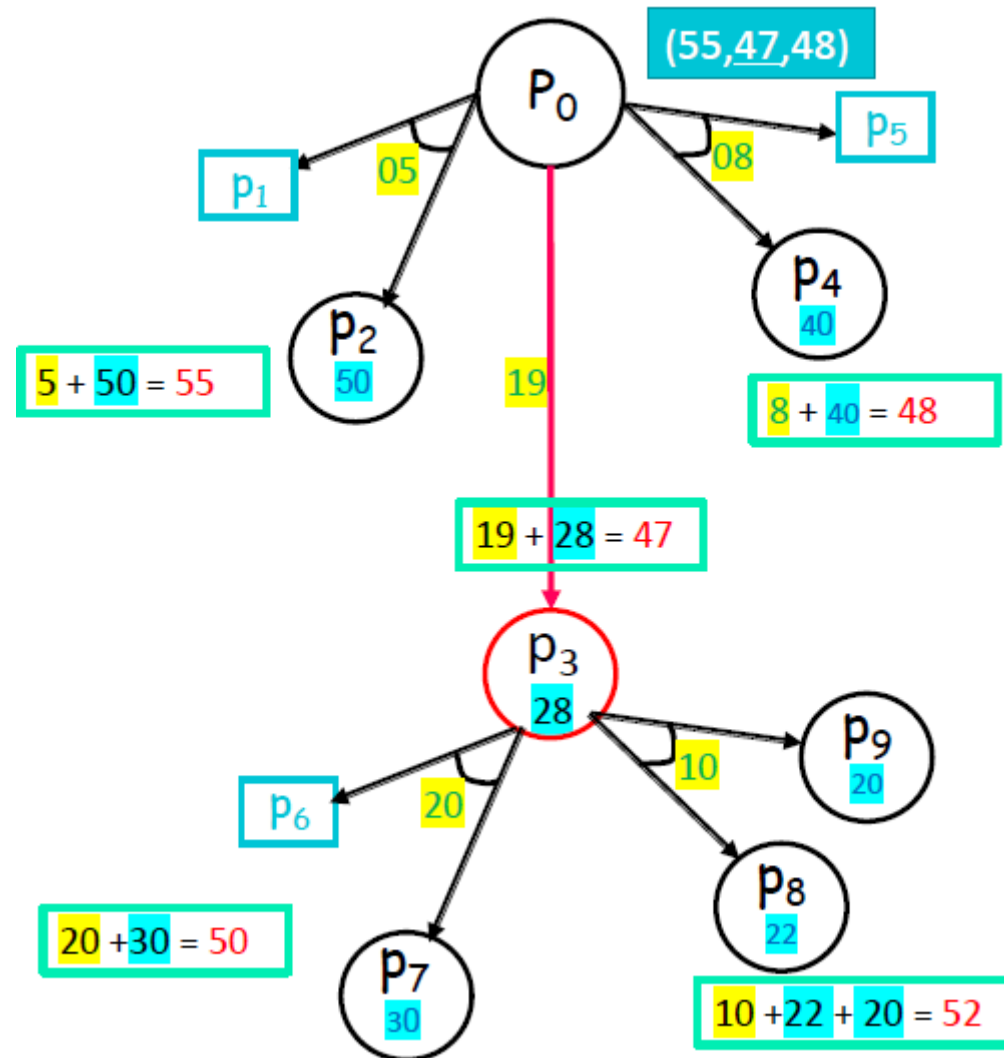 (55,47,48)
P₀
p₅
05
08
p₁
p₄
40
p₂
50
5 + 50 = 55
19
8 + 40 = 48
19 + 28 = 47
p₃
28
p₉
20
10
20
p₆
p₈
22
20 +30 = 50
p₇
30
10 +22 + 20 = 52